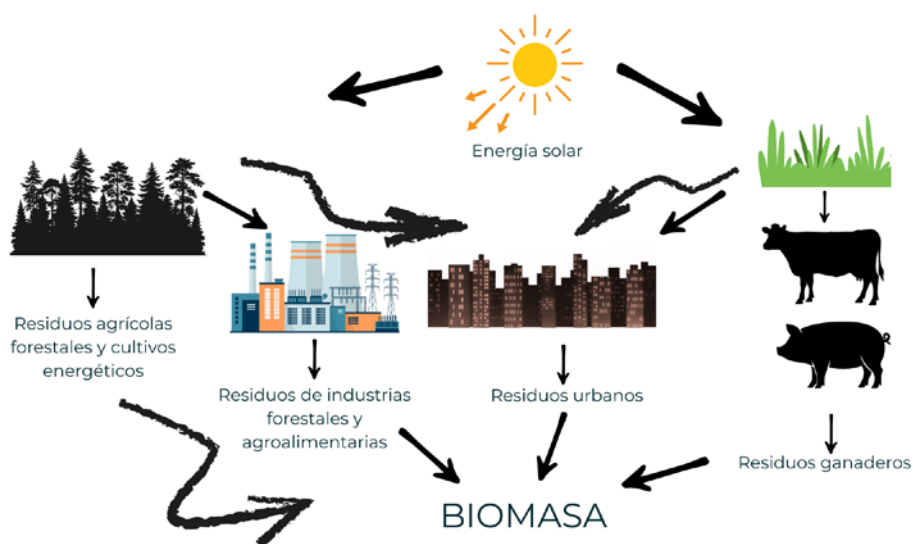 Energía solar
Residuos agrícolas
forestales y cultivos
energéticos
Residuos de industrias
forestales y
agroalimentarias
Residuos urbanos
Residuos ganaderos
BIOMASA